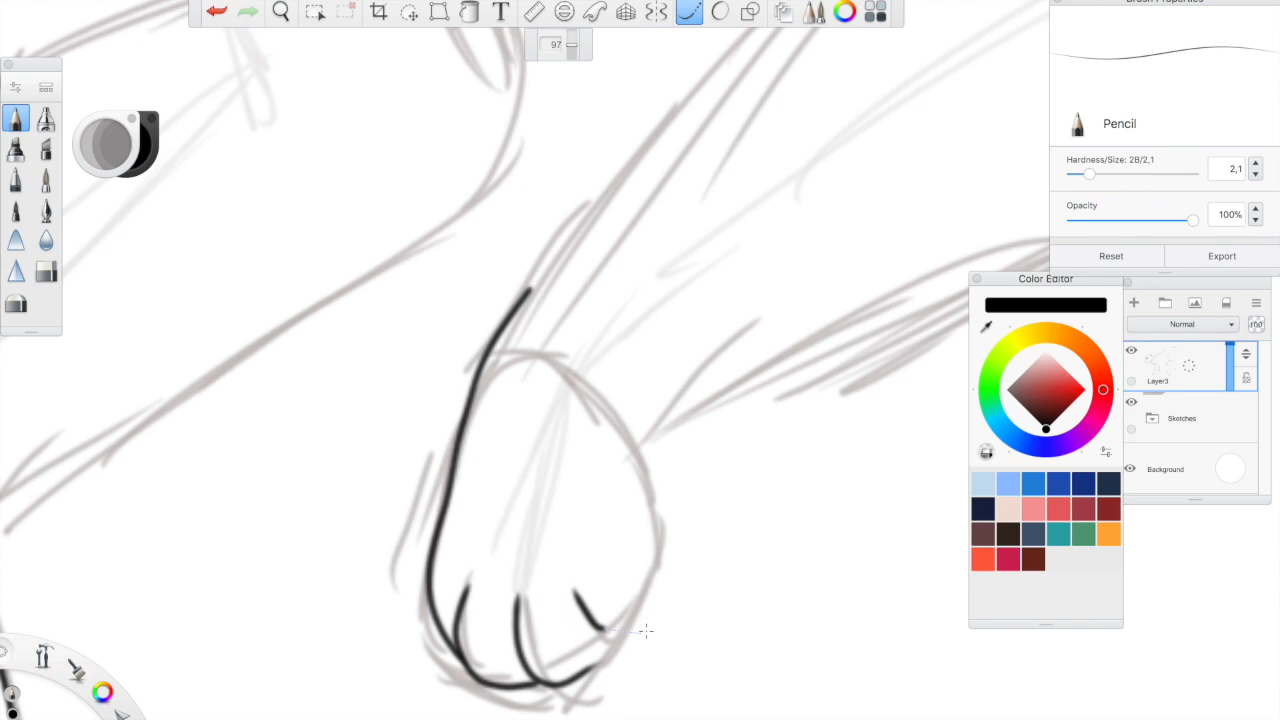 Brush Properties
97
Pencil
Hardness/Size: 2B/2,1
2,1
Opacity
100%
Reset
Export
Color Editor
Normal
100
Layer3
Sketches
Background